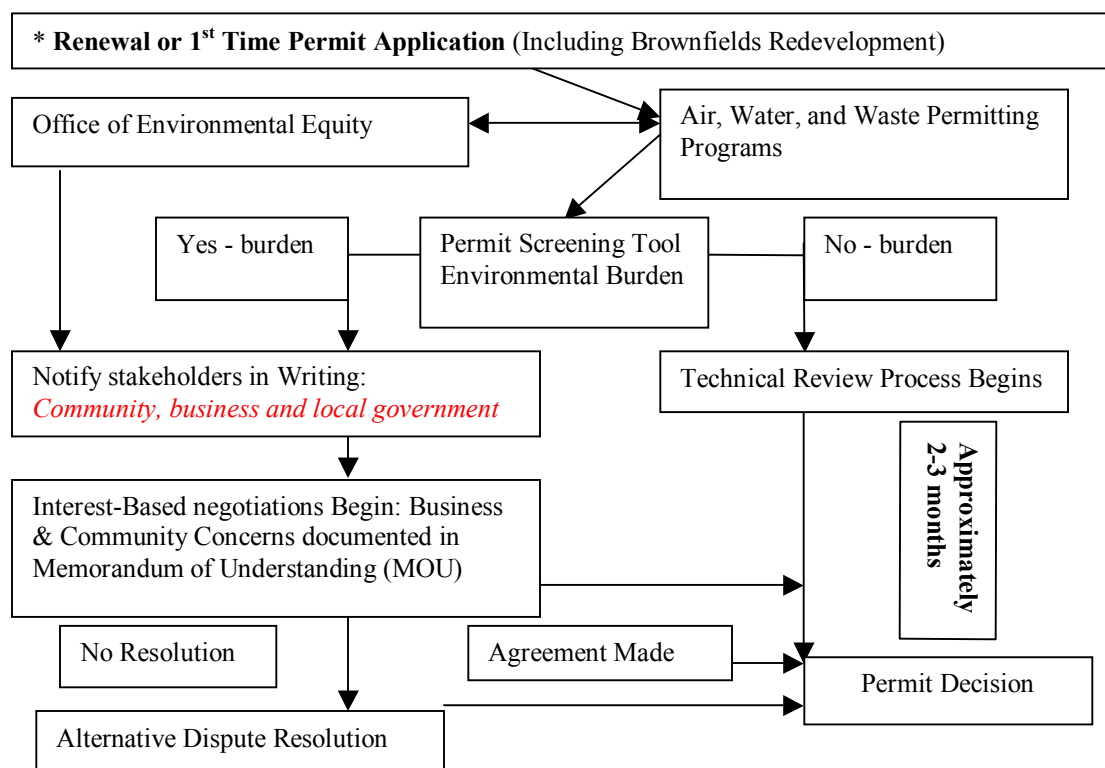 * Renewal or 1st Time Permit Application (Including Brownfields Redevelopment)
Office of Environmental Equity
Air, Water, and Waste Permitting
Programs
Yes - burden
Permit Screening Tool
Environmental Burden
No - burden
Notify stakeholders in Writing:
Community, business and local government
Technical Review Process Begins
Approximately
2-3 months
Interest-Based negotiations Begin: Business
& Community Concerns documented in
Memorandum of Understanding (MOU)
No Resolution
Agreement Made
Permit Decision
Alternative Dispute Resolution